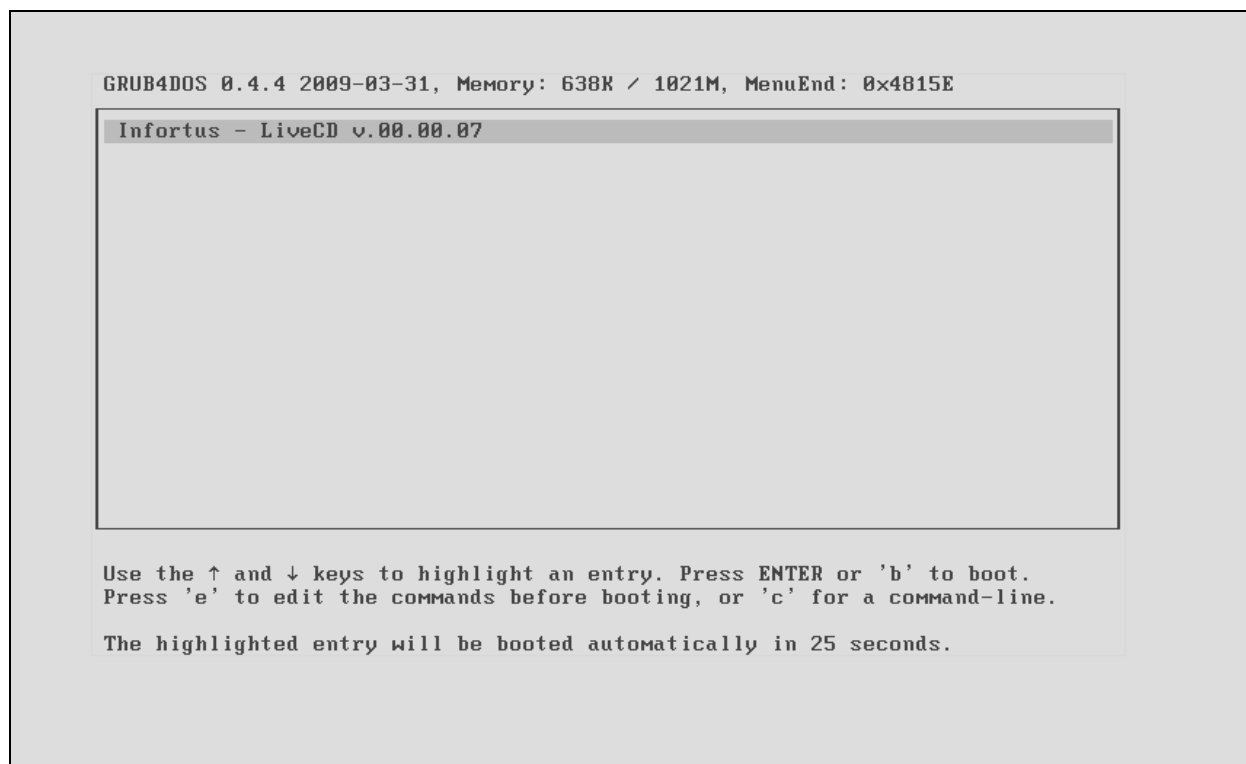 GRUB4DOS 0.4.4 2009-03-31, Memory: 638K / 1021M, MenuEnd: 0x4815E
Infortus - LiveCD v.00.00.07
Use the ↑ and ↓ keys to highlight an entry. Press ENTER or 'b' to boot.
Press 'e' to edit the commands before booting, or 'c' for a command-line.
The highlighted entry will be booted automatically in 25 seconds.